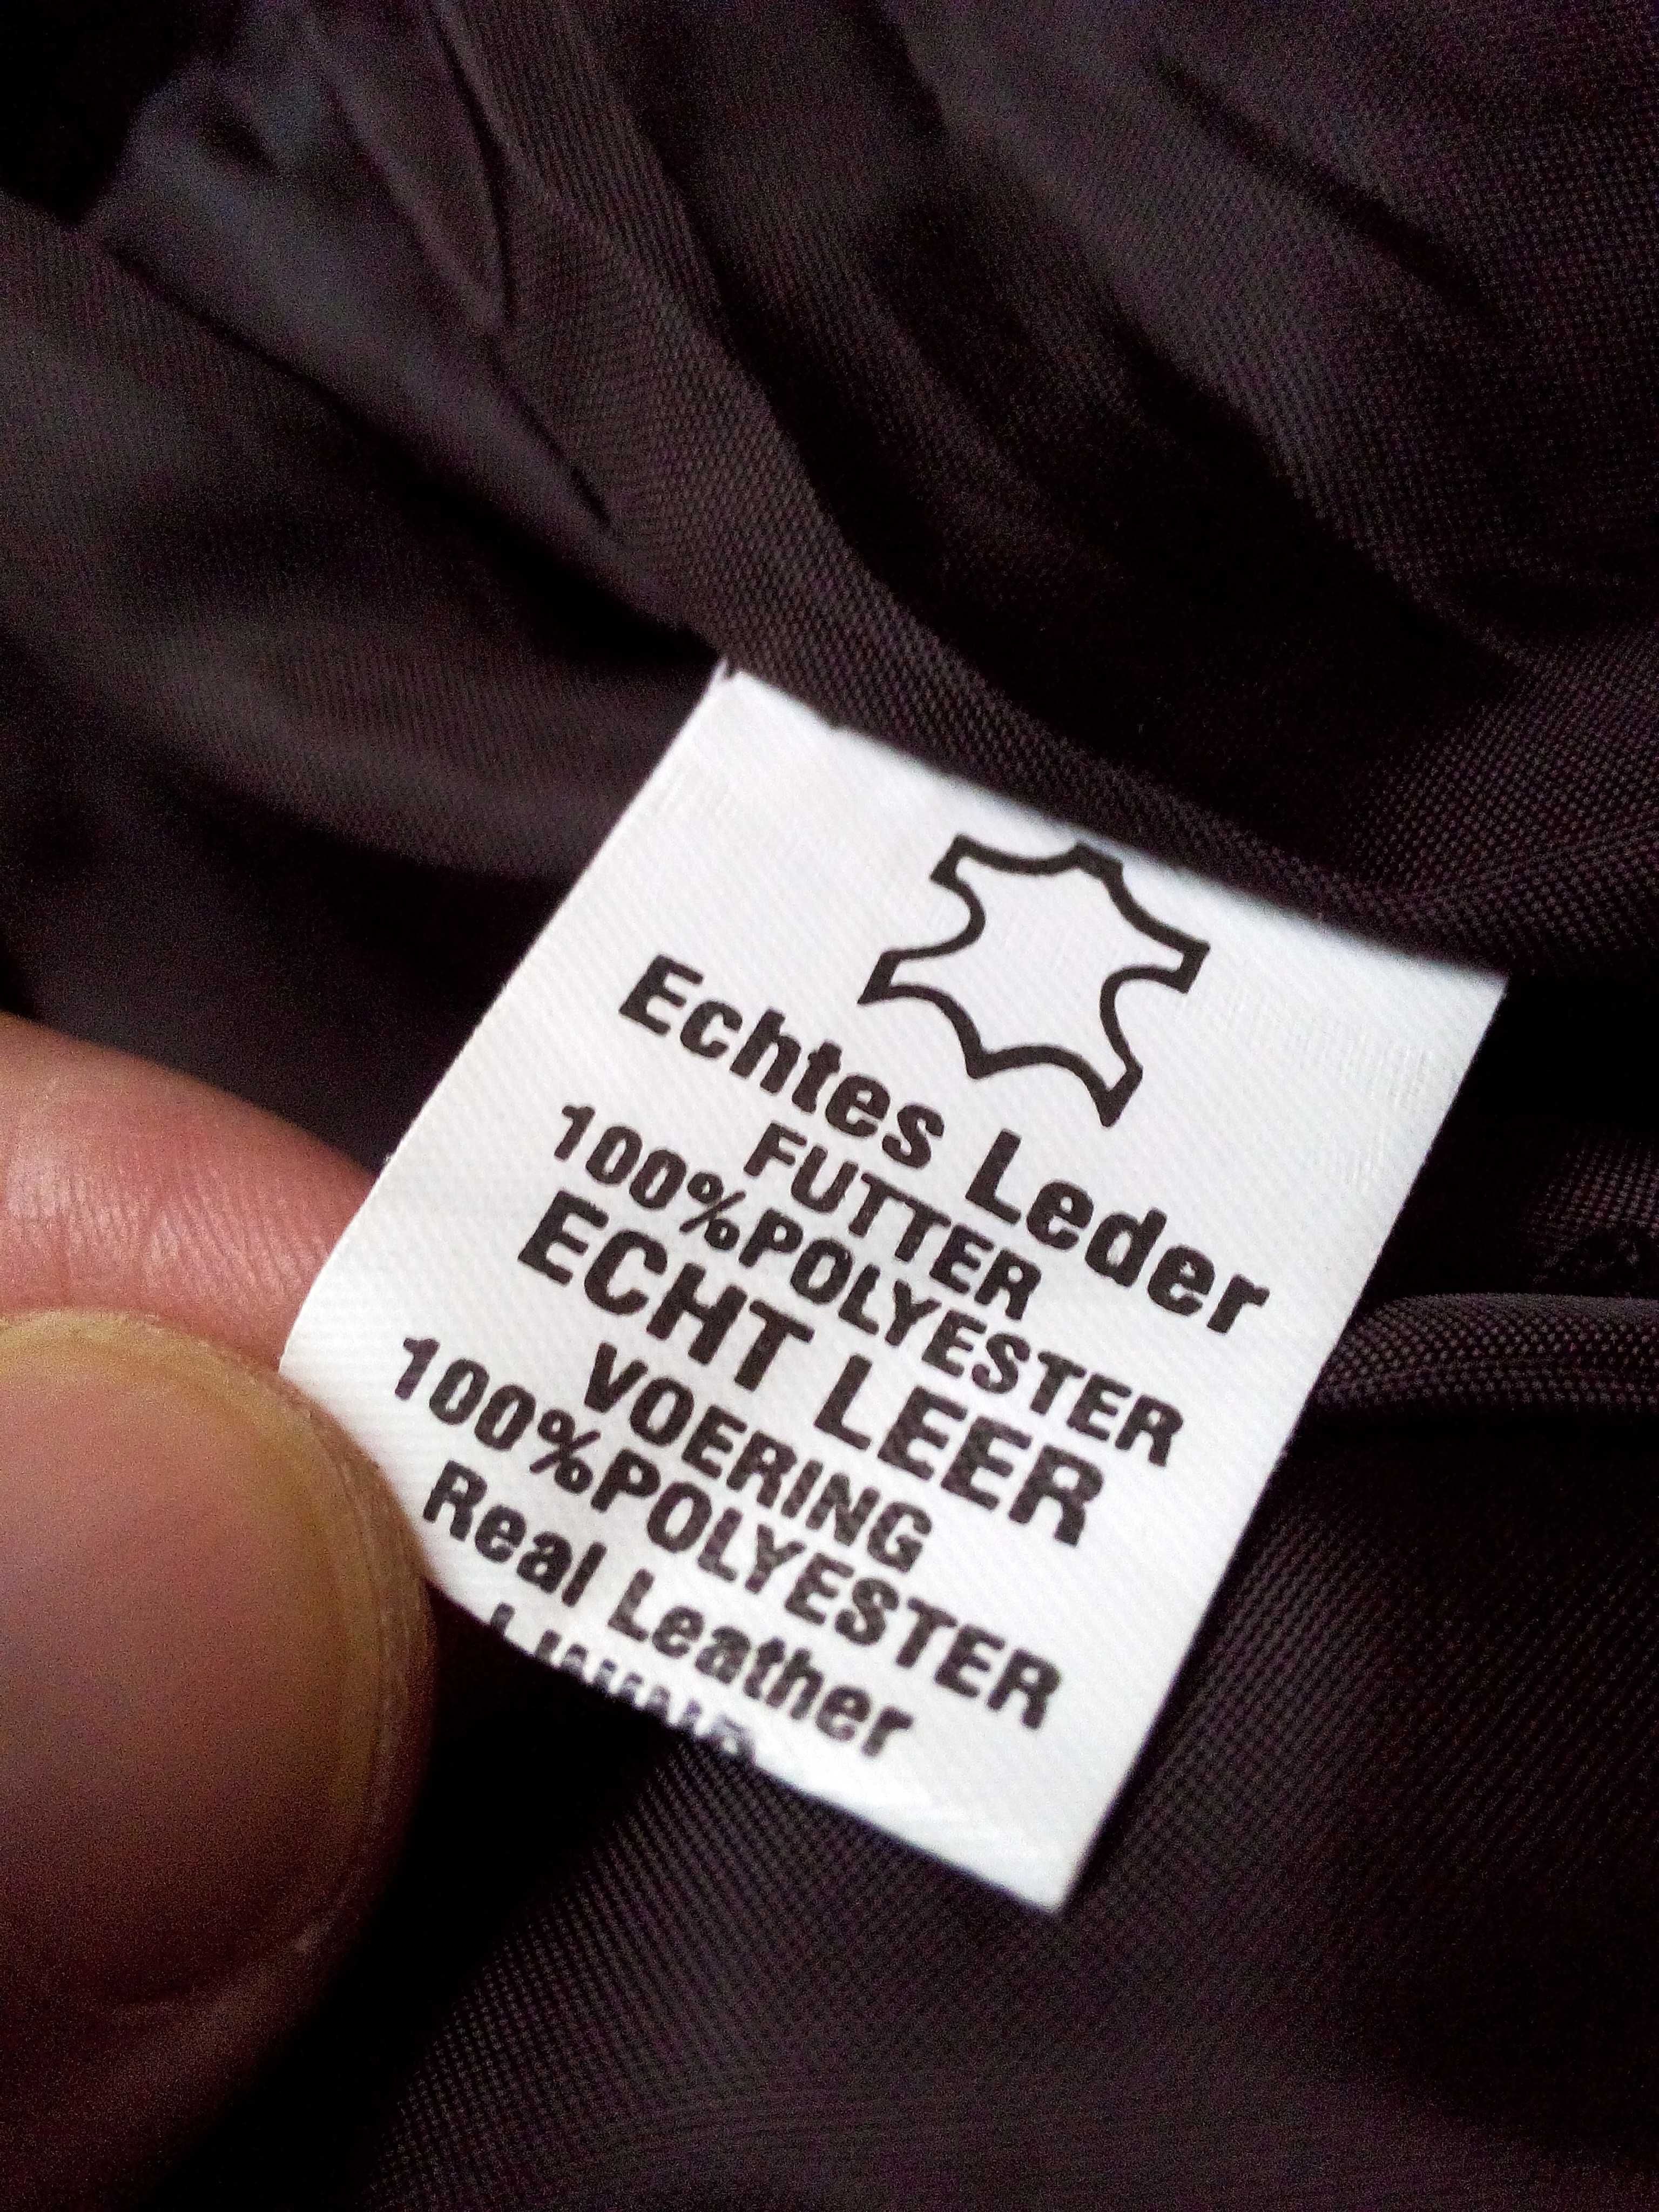 Echtes Leder
FUTTER
100%POLYESTER
ECHT LEER
VOERING
100%POLYESTER
Real Leather